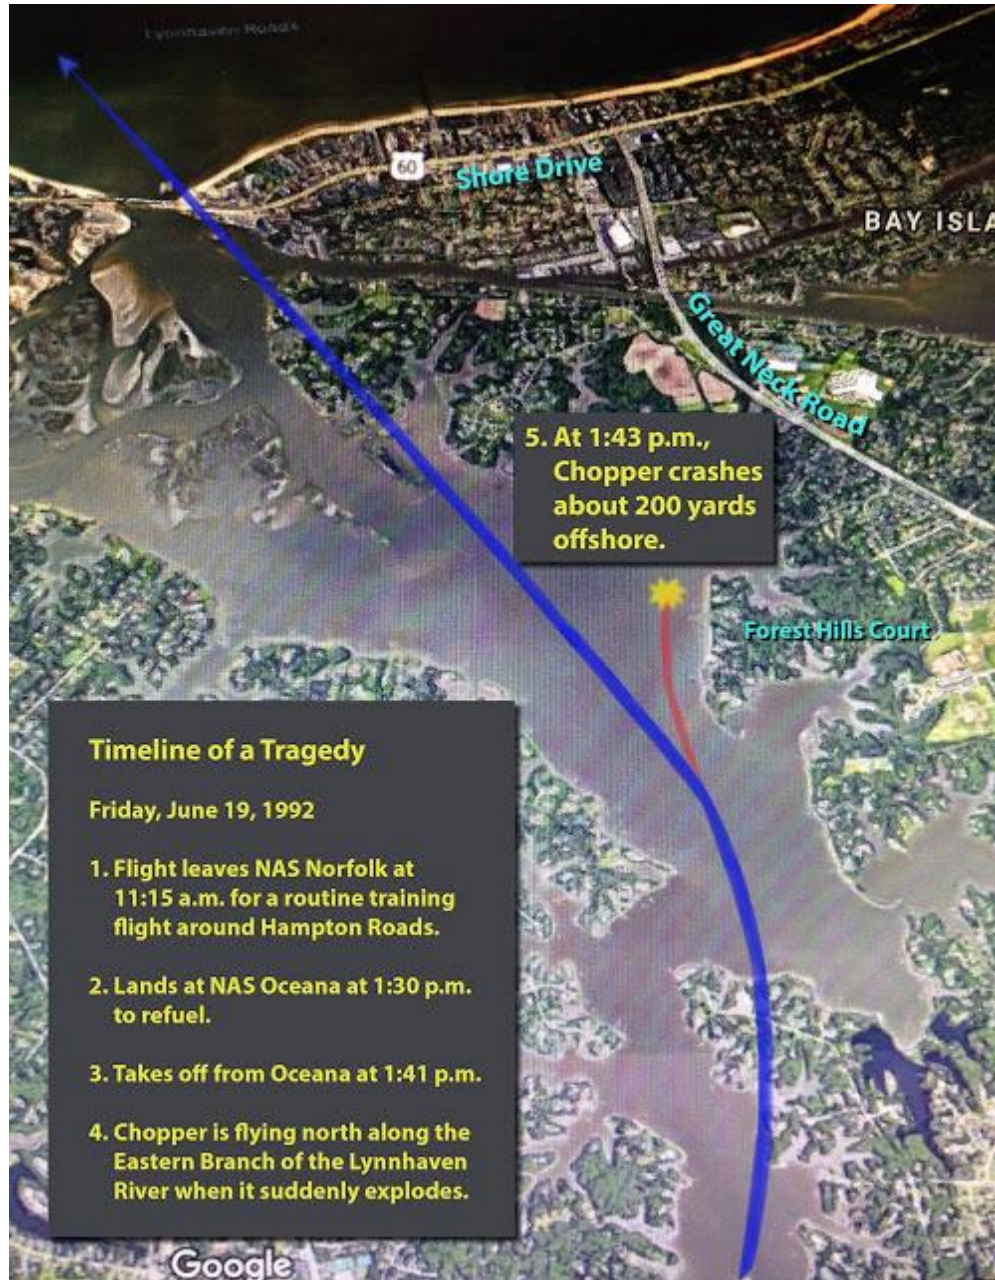 Lynnhaven Roads
60
Shore Drive
BAY ISLA
Great Neck Road
5. At 1:43 p.m.,
Chopper crashes
about 200 yards
offshore.
Forest Hills Court
Timeline of a Tragedy
Friday, June 19, 1992
1. Flight leaves NAS Norfolk at
11:15 a.m. for a routine training
flight around Hampton Roads.
2. Lands at NAS Oceana at 1:30 p.m.
to refuel.
3. Takes off from Oceana at 1:41 p.m.
4. Chopper is flying north along the
Eastern Branch of the Lynnhaven
River when it suddenly explodes.
Google